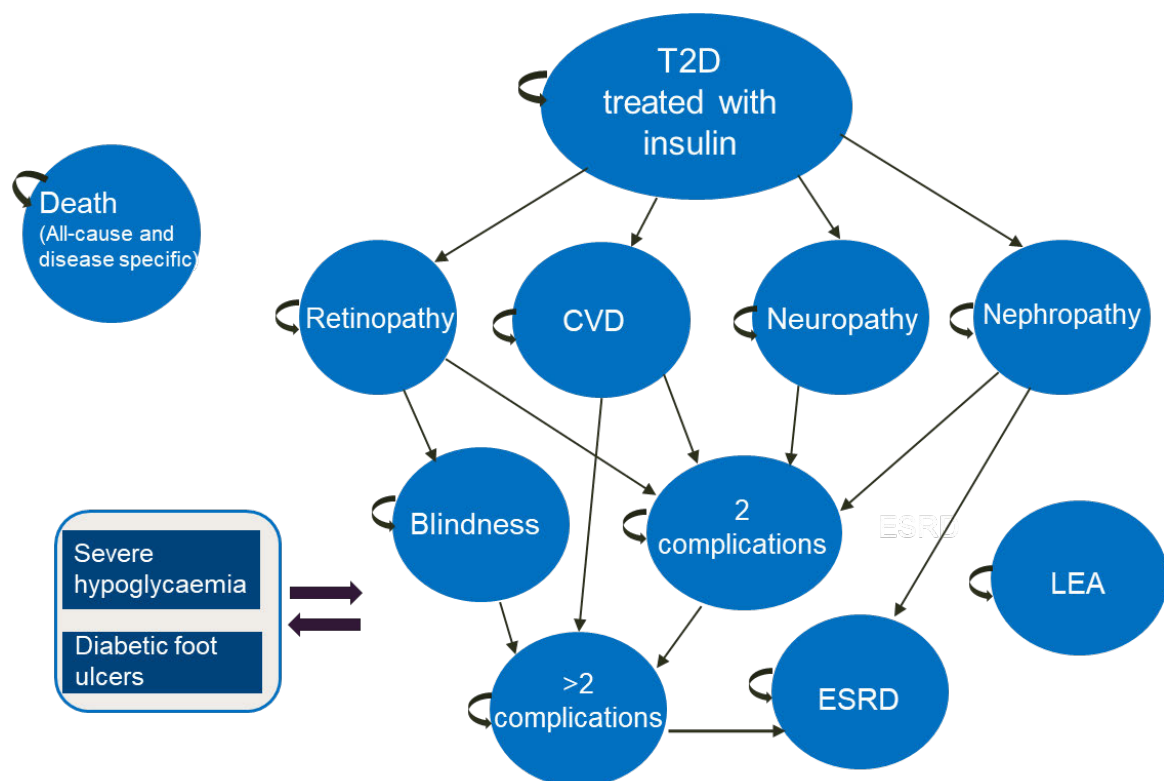 T2D
treated with
insulin
Death
(All-cause and
disease specific)
Retinopathy
CVD
Neuropathy
Nephropathy
Blindness
2
complications
ESRD
LEA
Severe
hypoglycaemia
Diabetic foot
ulcers
>2
complications
ESRD